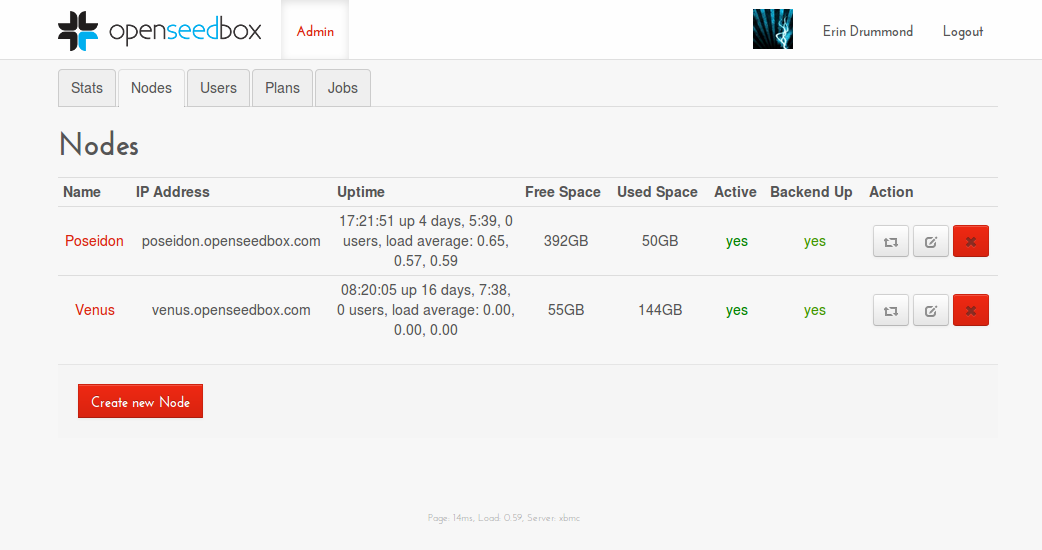 openseedbox Admin Erin Drummond Logout
Stats Nodes Users Plans Jobs
Nodes
Name IP Address Uptime Free Space Used Space Active Backend Up Action
Poseidon poseidon.openseedbox.com 17:21:51 up 4 days, 5:39, 0
users, load average: 0.65,
0.57, 0.59 392GB 50GB yes yes
Venus venus.openseedbox.com 08:20:05 up 16 days, 7:38,
0 users, load average: 0.00,
0.00, 0.00 55GB 144GB yes yes
Create new Node
Page: 14ms, Load: 0.59, Server: xbmc